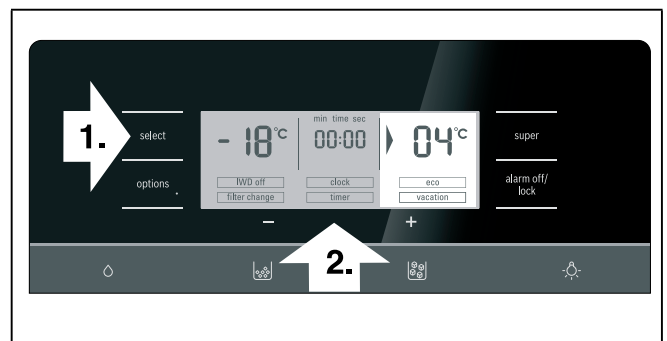 min time sec
1.
select
- 18°C
00:00
04°C
super
options
IWD off
clock
eco
alarm off/
lock
filter change
timer
vacation
−
+
2.